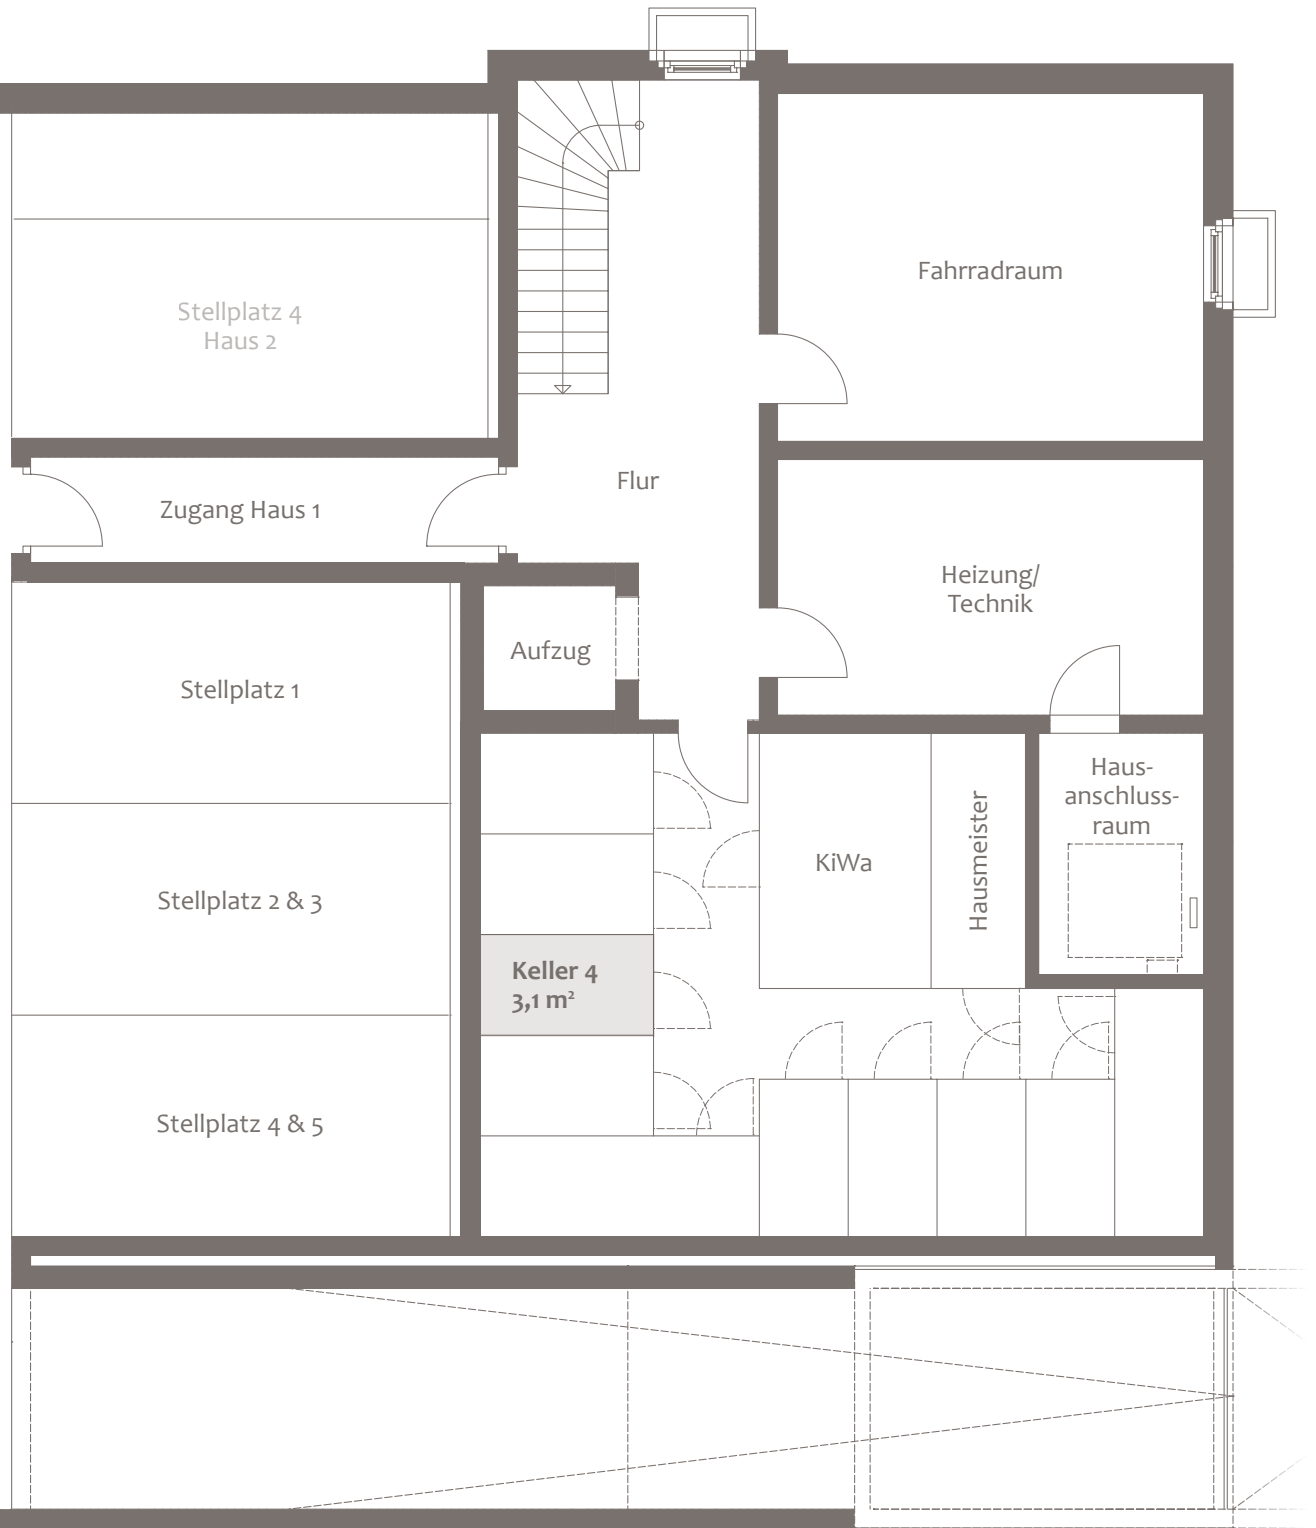 Fahrradraum
Stellplatz 4
Haus 2
Flur
Zugang Haus 1
Heizung/
Technik
Aufzug
Stellplatz 1
Haus-
anschluss-
raum
KiWa
Hausmeister
Stellplatz 2 & 3
Keller 4
3,1 m²
Stellplatz 4 & 5